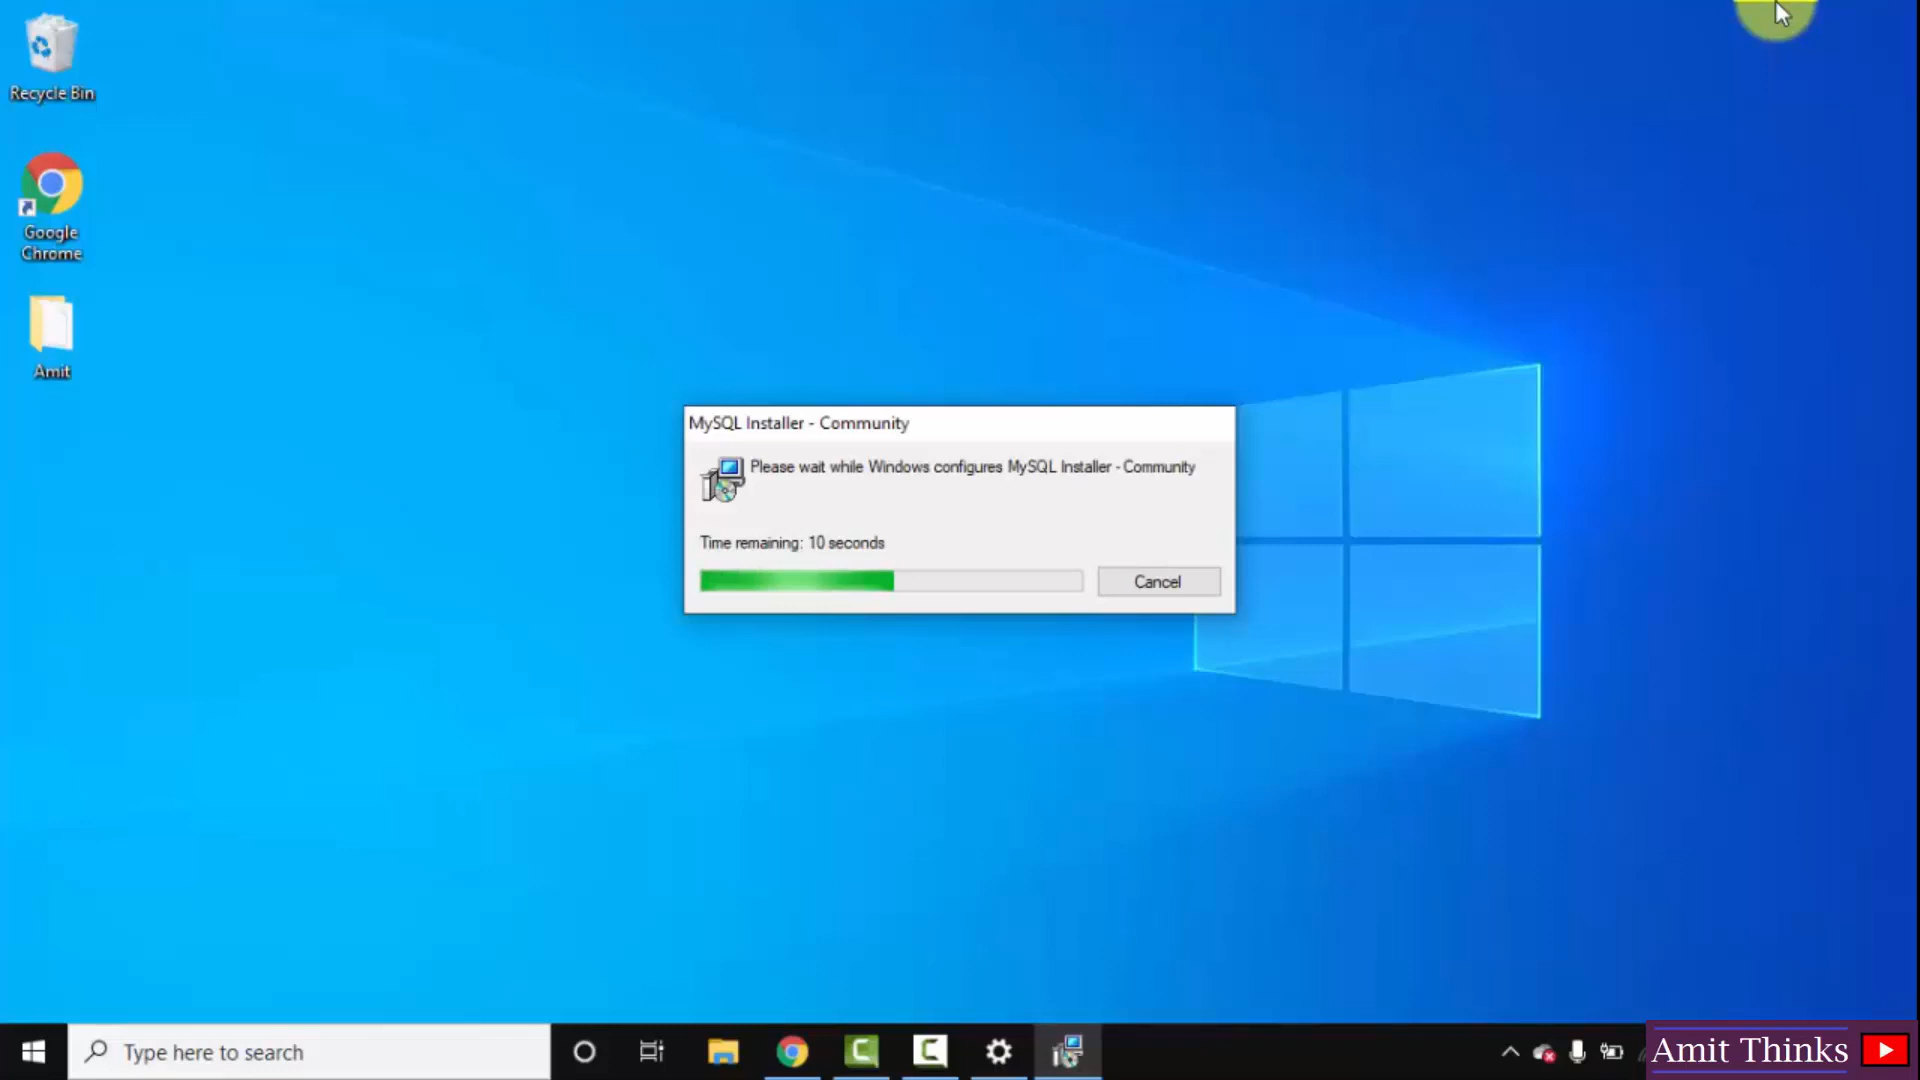 Recycle Bin
Google
Chrome
Amit
MySQL Installer - Community
Please wait while Windows configures MySQL Installer - Community
Time remaining: 10 seconds
Cancel
Type here to search
Amit Thinks